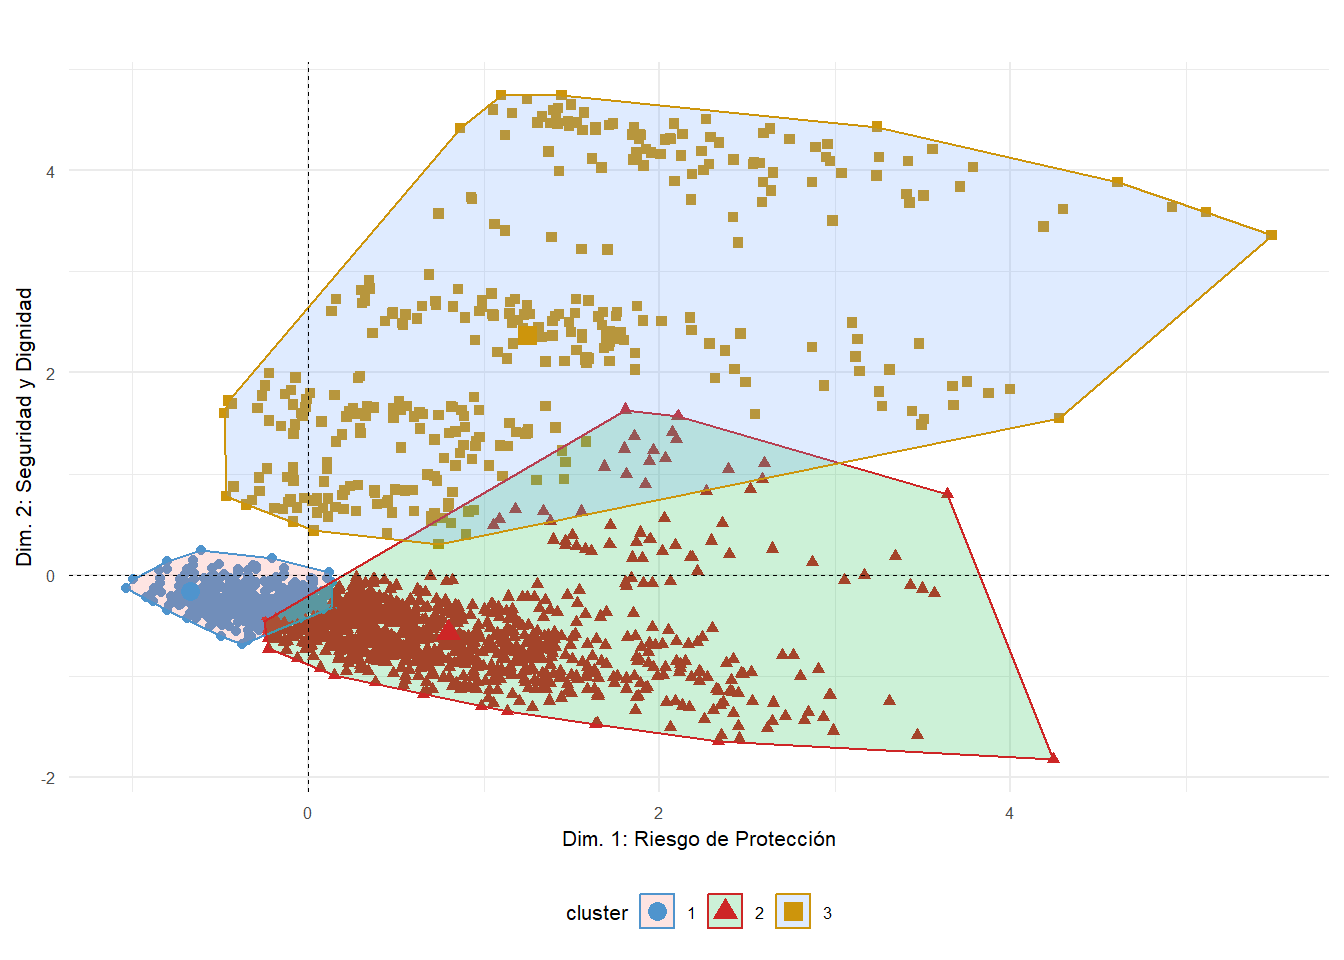 4
2
0
-2
Dim. 2: Seguridad y Dignidad
0
2
4
Dim. 1: Riesgo de Protección
cluster 1 2 3